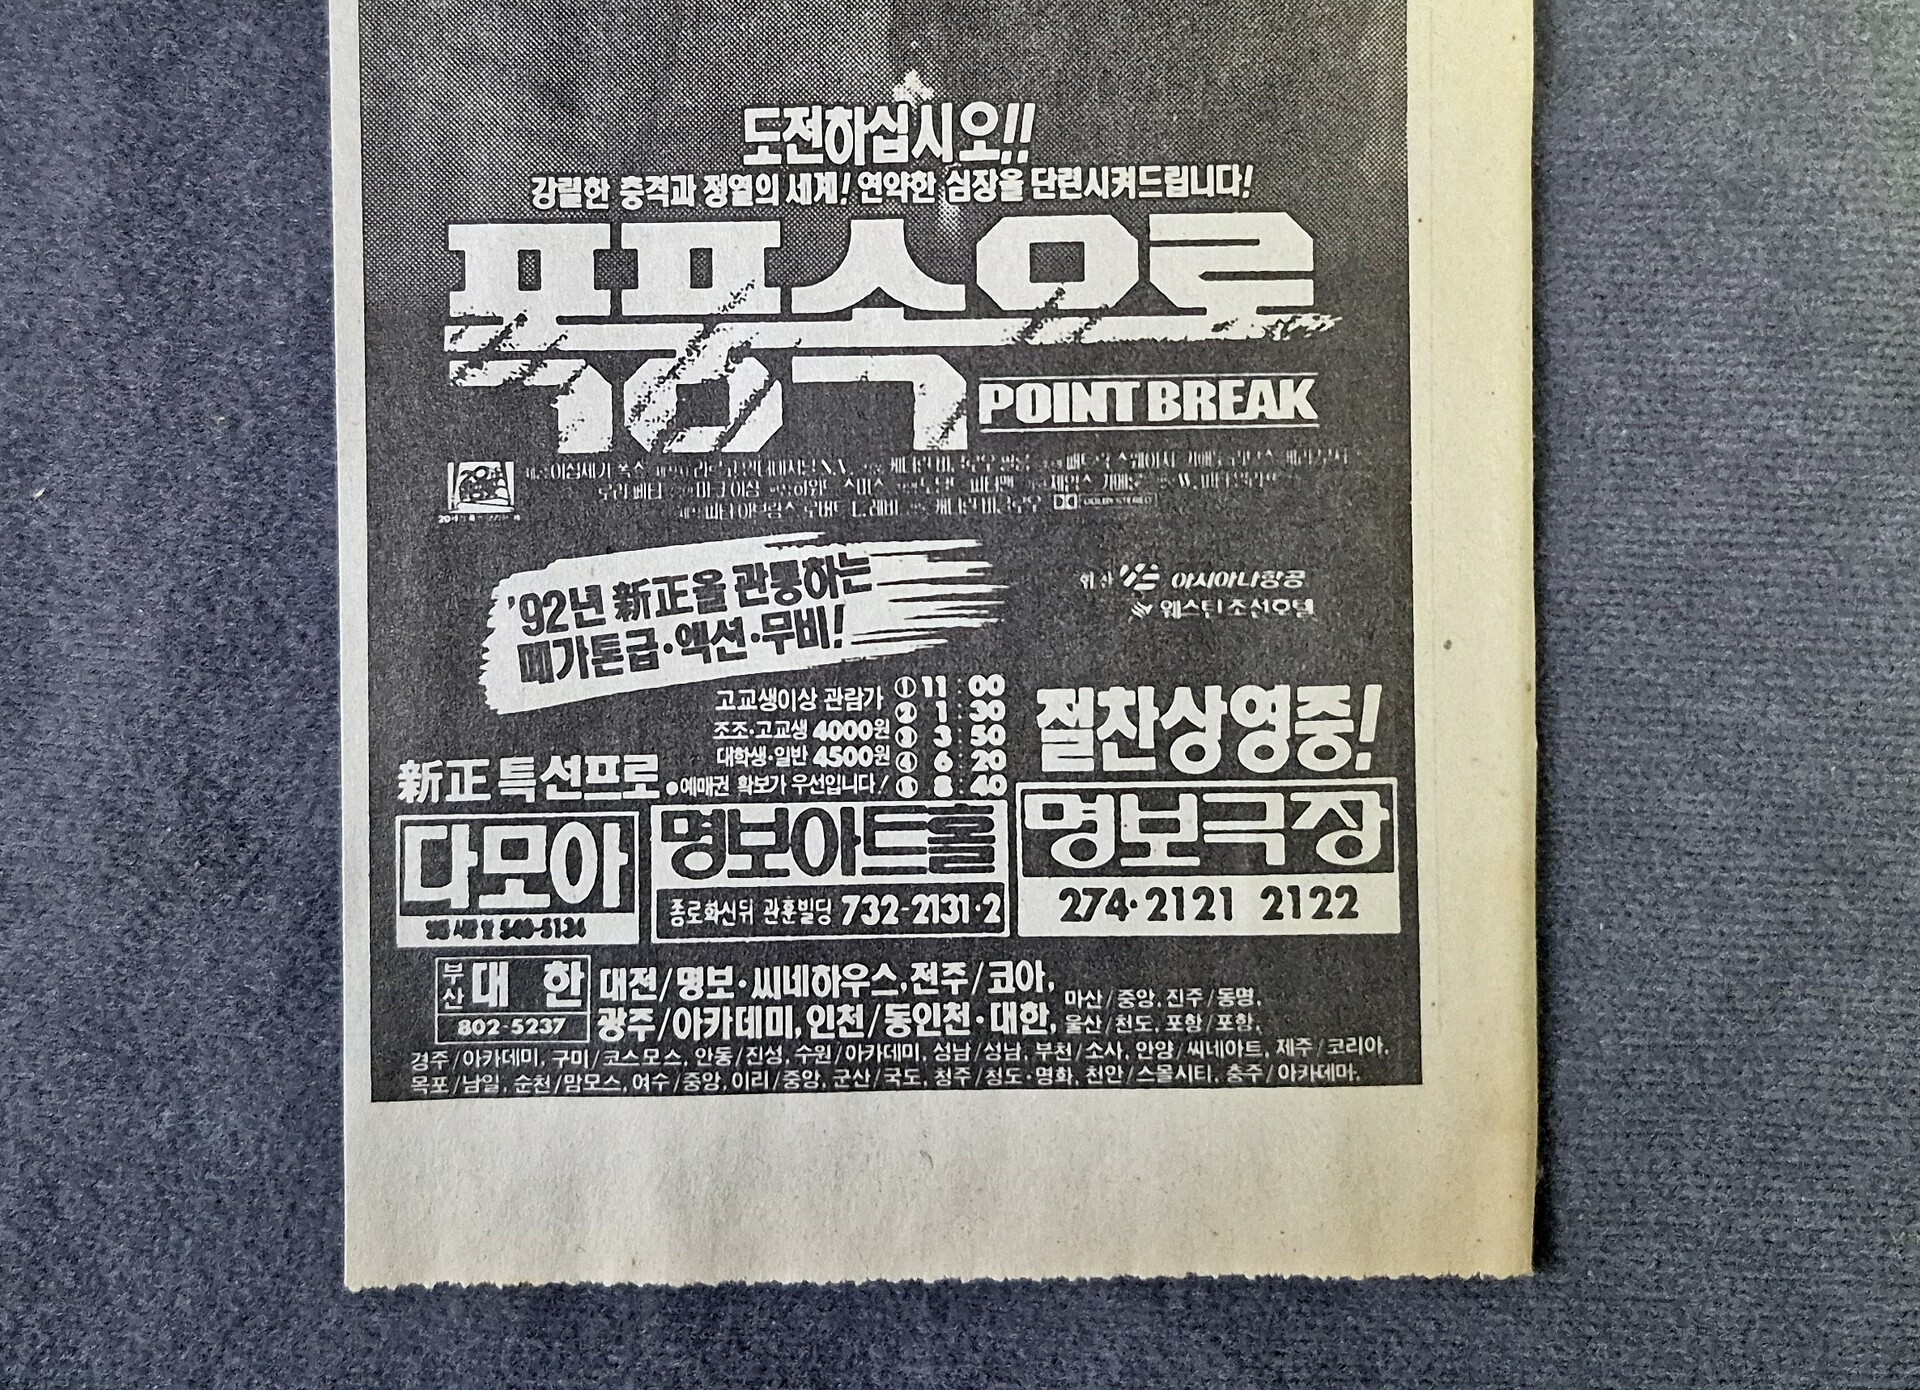 도전하십시오!!
강렬한 충격과 정열의 세계! 연약한 심장을 단련시켜드립니다!
폭풍속으로
POINT BREAK
DOLBY STEREO
협찬 아시아나항공
웨스틴 조선호텔
'92년 新正을 관통하는
메가톤급·액션·무비!
고교생이상 관람가
조조·고교생 4000원
대학생·일반 4500원
●예매권 확보가 우선입니다!
① 11:00
② 1:30
③ 3:50
④ 6:20
⑤ 8:40
절찬상영중!
新正 특선프로
다모아
540-5134
명보아트홀
종로화신뒤 관훈빌딩 732-2131·2
명보극장
274·2121 2122
부산 대한
802-5237
대전/명보·씨네하우스, 전주/코아,
광주/아카데미, 인천/동인천·대한,
마산/중앙, 진주/동명,
울산/천도, 포항/포항,
경주/아카데미, 구미/코스모스, 안동/진성, 수원/아카데미, 성남/성남, 부천/소사, 안양/씨네아트, 제주/코리아,
목포/남일, 순천/맘모스, 여수/중앙, 이리/중앙, 군산/국도, 청주/청도·명화, 천안/스몰시티, 충주/아카데미.